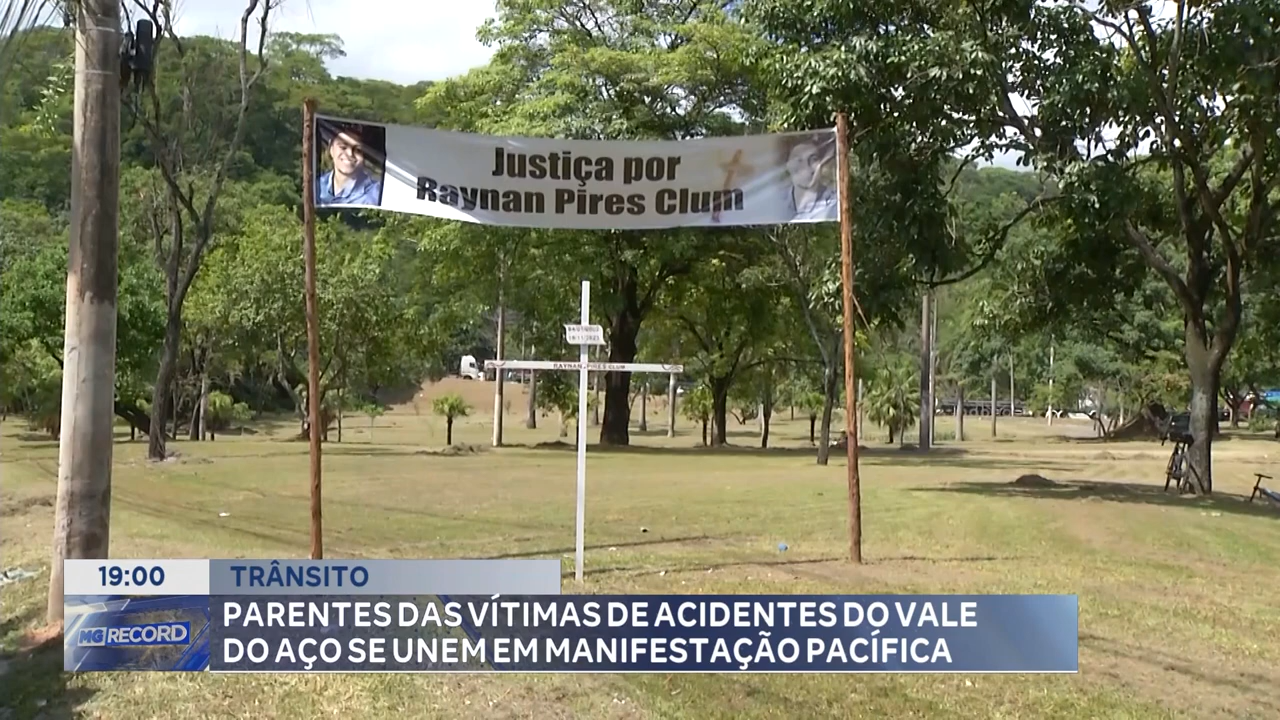 Justiça por
Raynan Pires Clum
RAYNAN PIRES CLUM
19:00
TRÂNSITO
MG RECORD
PARENTES DAS VÍTIMAS DE ACIDENTES DO VALE
DO AÇO SE UNEM EM MANIFESTAÇÃO PACÍFICA